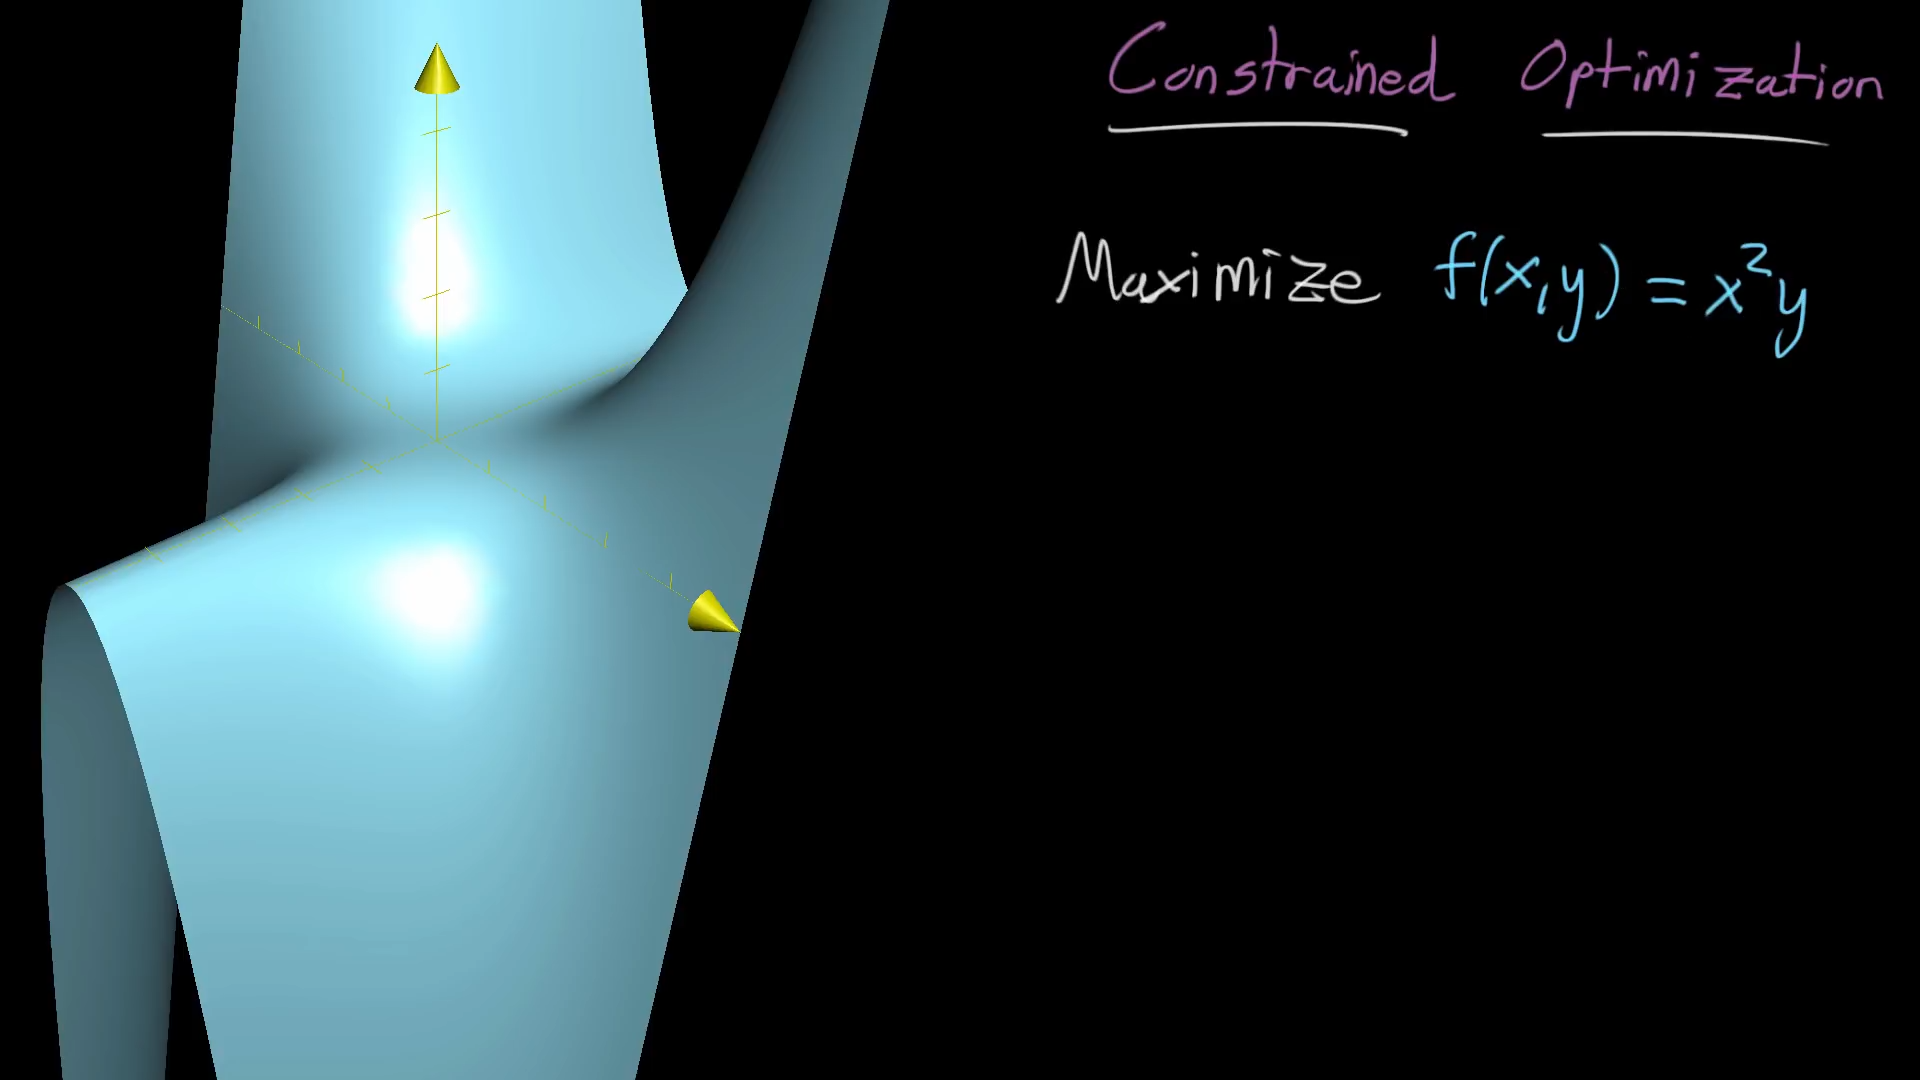 Constrained Optimization
Maximize f(x,y) = x²y